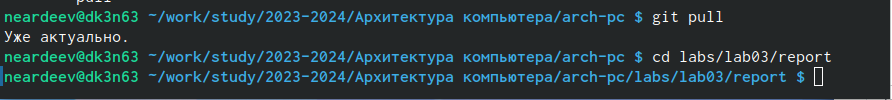 neardeev@dk3n63 ~/work/study/2023-2024/Архитектура компьютера/arch-pc $ git pull
Уже актуально.
neardeev@dk3n63 ~/work/study/2023-2024/Архитектура компьютера/arch-pc $ cd labs/lab03/report
neardeev@dk3n63 ~/work/study/2023-2024/Архитектура компьютера/arch-pc/labs/lab03/report $